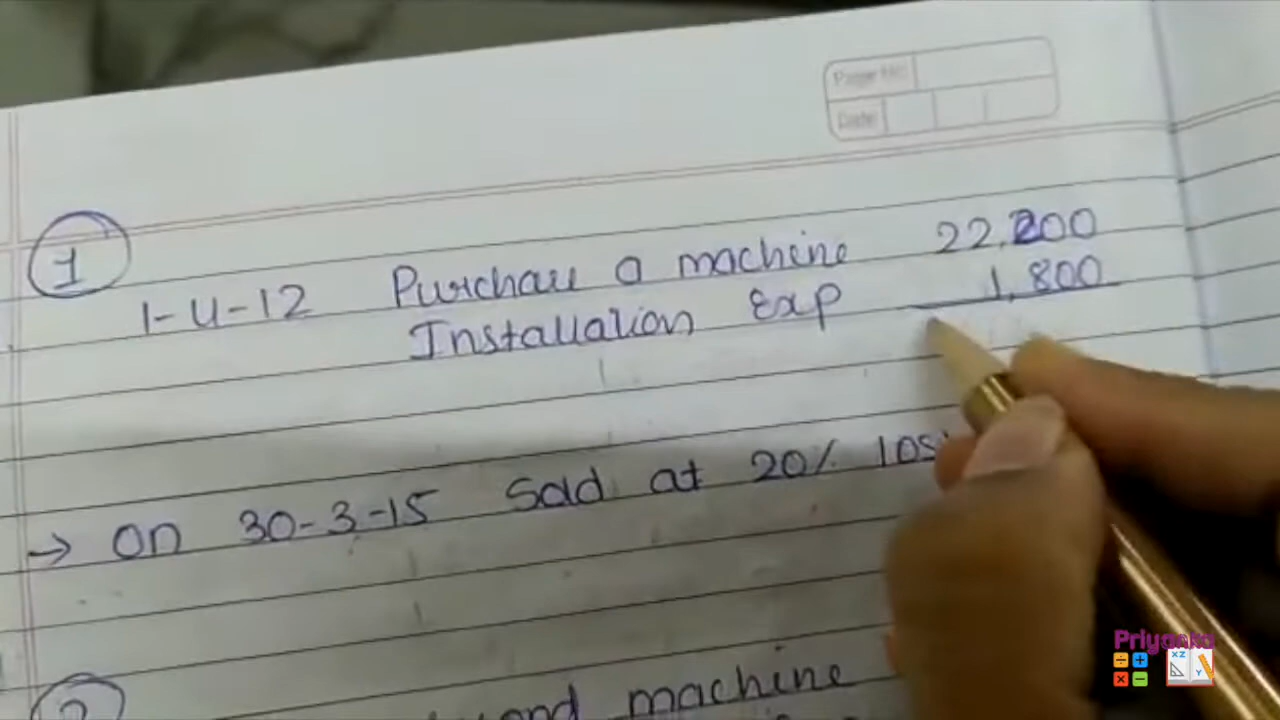 Page No:
Date:
1
1-4-12 Purchase a machine 22,200
Installation Exp 1,800
→ on 30-3-15 Sold at 20% loss
2
machine
Priyanka